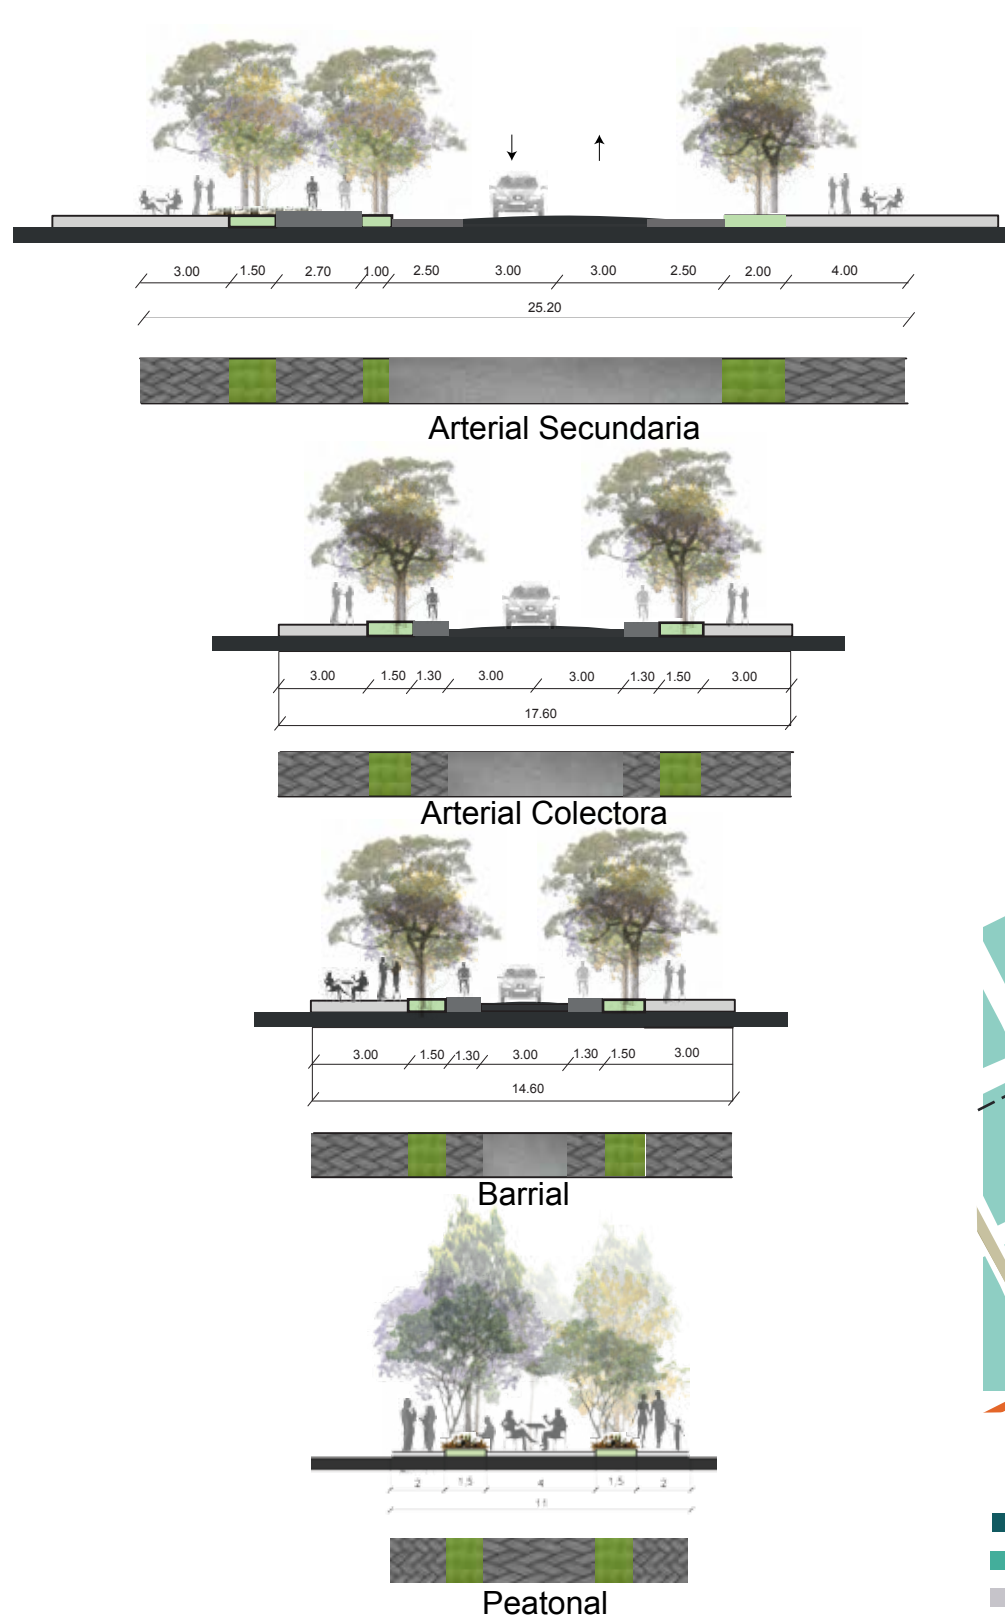 3.00 1.50 2.70 1.00 2.50 3.00 3.00 2.50 2.00 4.00
25.20
Arterial Secundaria
3.00 1.50 1.30 3.00 3.00 1.30 1.50 3.00
17.60
Arterial Colectora
3.00 1.50 1.30 3.00 1.30 1.50 3.00
14.60
Barrial
2 1,5 4 1,5 2
11
Peatonal